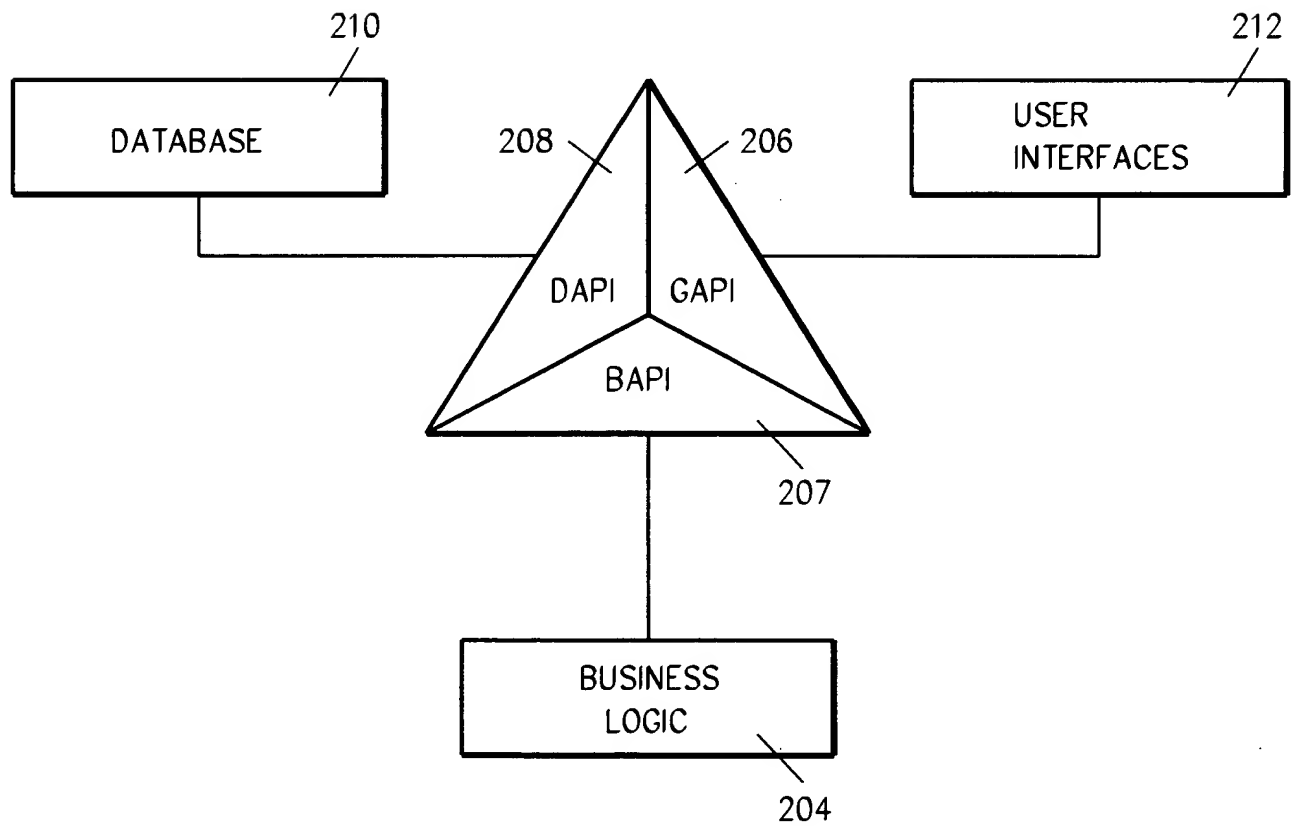 210
212
DATABASE
USER
INTERFACES
208
206
DAPI
GAPI
BAPI
207
BUSINESS
LOGIC
204